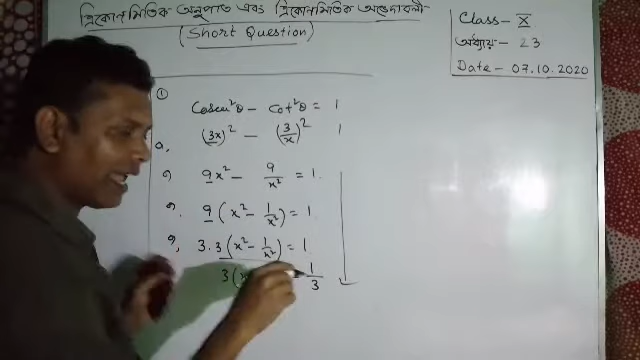 ত্রিকোনমিতিক অনুপাত এবং ত্রিকোনমিতিক অভেদাবলী
(Short Question)
Class - X
অধ্যায় - 23
Date - 07.10.2020
①
Cosec²θ - Cot²θ = 1
(3x)² - (3/x)² 1
বা, 9x² - 9/x² = 1
বা, 9(x² - 1/x²) = 1
বা, 3.3(x² - 1/x²) = 1
3( 1/3